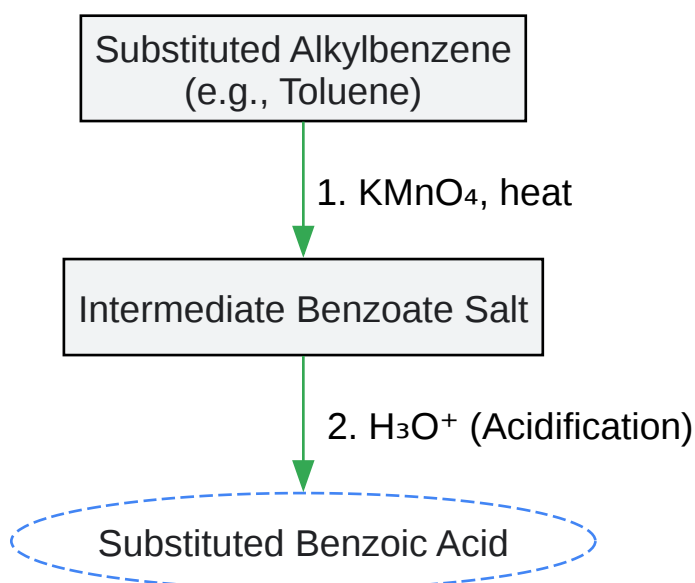 Substituted Alkylbenzene
(e.g., Toluene)
1. KMnO₄, heat
Intermediate Benzoate Salt
2. H₃O⁺ (Acidification)
Substituted Benzoic Acid